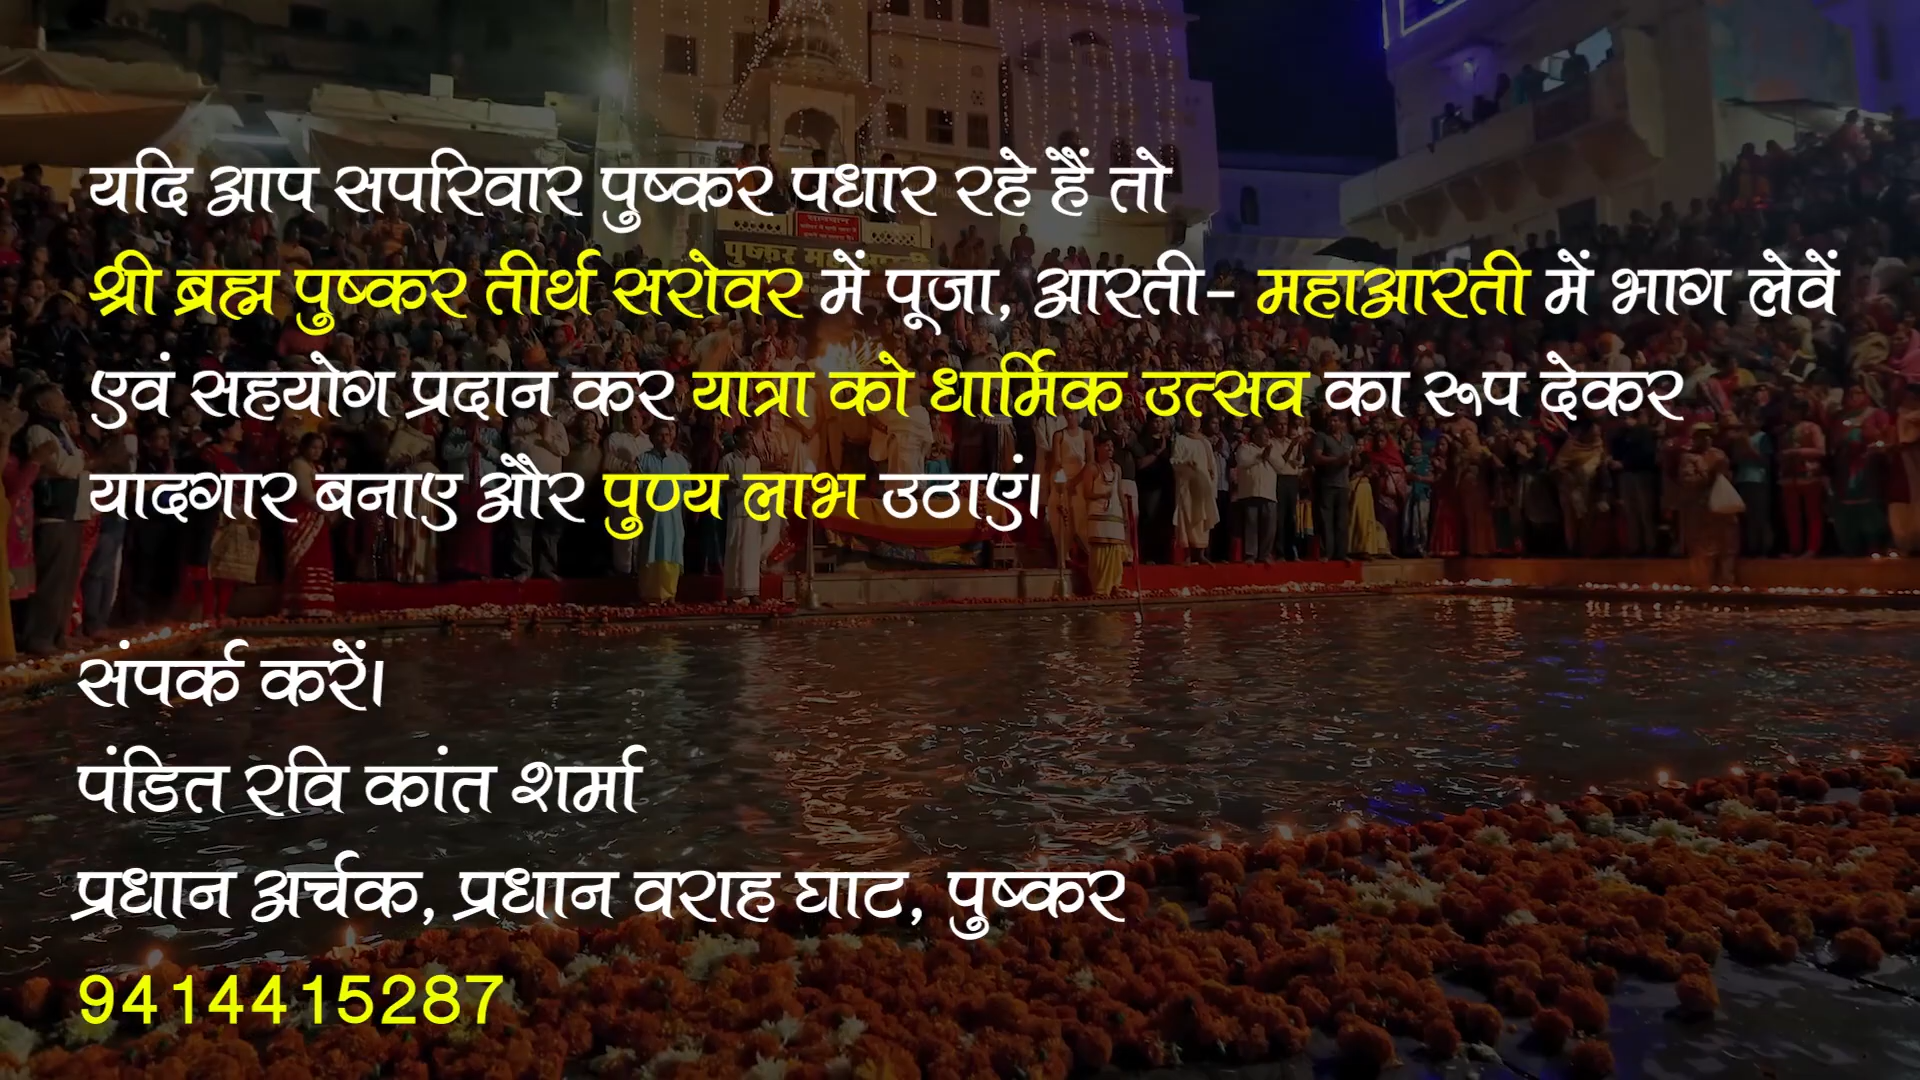 यदि आप सपरिवार पुष्कर पधार रहे हैं तो
श्री ब्रह्म पुष्कर तीर्थ सरोवर में पूजा, आरती- महाआरती में भाग लेवें
एवं सहयोग प्रदान कर यात्रा को धार्मिक उत्सव का रूप देकर
यादगार बनाए और पुण्य लाभ उठाएं।
संपर्क करें।
पंडित रवि कांत शर्मा
प्रधान अर्चक, प्रधान वराह घाट, पुष्कर
9414415287